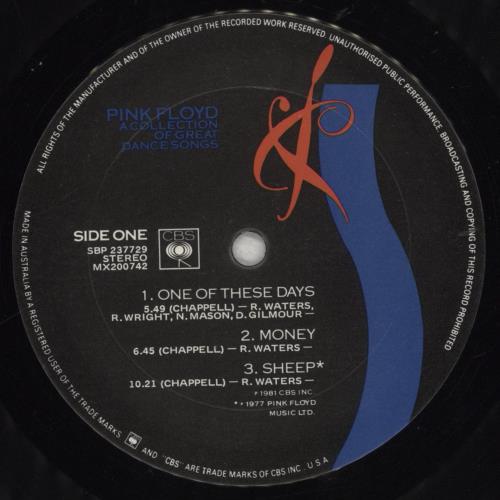 ALL RIGHTS OF THE MANUFACTURER AND OF THE OWNER OF THE RECORDED WORK RESERVED. UNAUTHORISED PUBLIC PERFORMANCE, BROADCASTING AND COPYING OF THIS RECORD PROHIBITED
PINK FLOYD
A COLLECTION
OF GREAT
DANCE SONGS
SIDE ONE
SBP 237729
STEREO
MX200742
CBS
1. ONE OF THESE DAYS
5.49 (CHAPPELL) — R. WATERS,
R. WRIGHT, N. MASON, D. GILMOUR —
2. MONEY
6.45 (CHAPPELL) — R. WATERS —
3. SHEEP*
10.21 (CHAPPELL) — R. WATERS —
℗ 1981 CBS INC
* ℗ 1977 PINK FLOYD
MUSIC LTD.
MADE IN AUSTRALIA BY A REGISTERED USER OF THE TRADE MARKS AND "CBS" ARE TRADE MARKS OF CBS INC., U.S.A